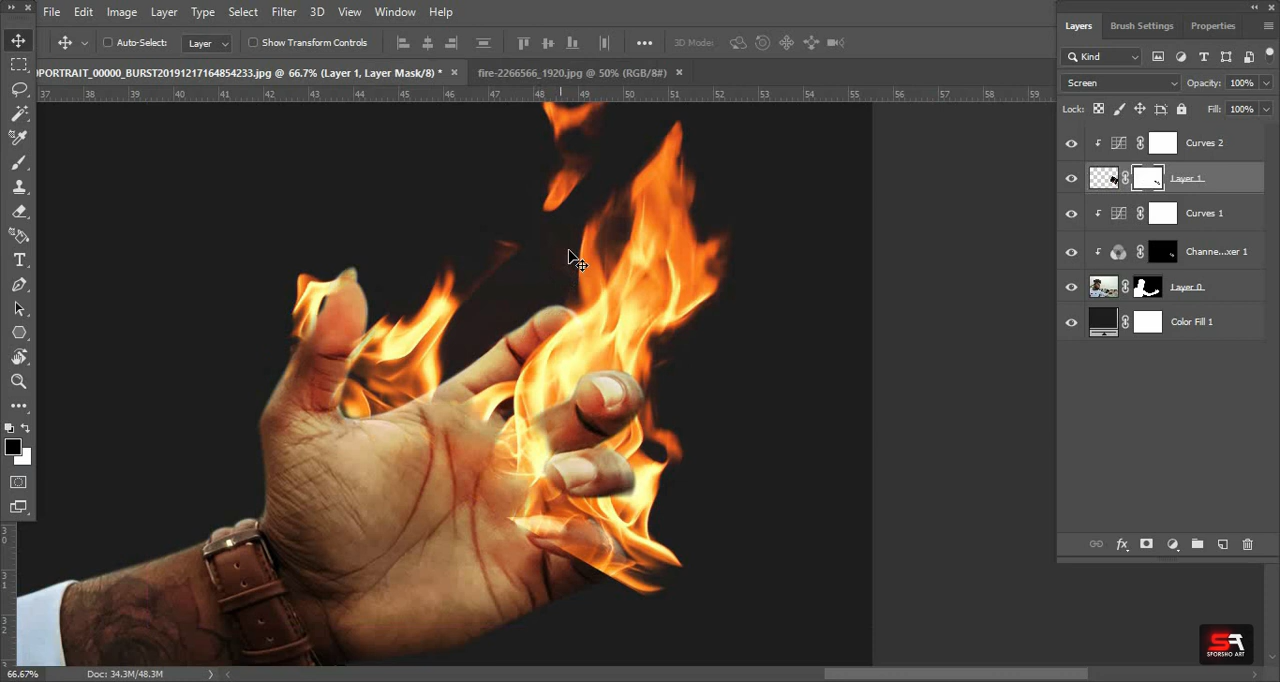 File Edit Image Layer Type Select Filter 3D View Window Help
Auto-Select: Layer Show Transform Controls 3D Mode:
PORTRAIT_00000_BURST20191217164854233.jpg @ 66.7% (Layer 1, Layer Mask/8) * × fire-2266566_1920.jpg @ 50% (RGB/8#) ×
37 38 39 40 41 42 43 44 45 46 47 48 49 50 51 52 53 54 55 56 57 58 59
Layers Brush Settings Properties
Kind
Screen Opacity: 100%
Lock: Fill: 100%
Curves 2
Layer 1
Curves 1
Channe...xer 1
Layer 0
Color Fill 1
fx
SA
SPORSHO ART
66.67% Doc: 34.3M/48.3M